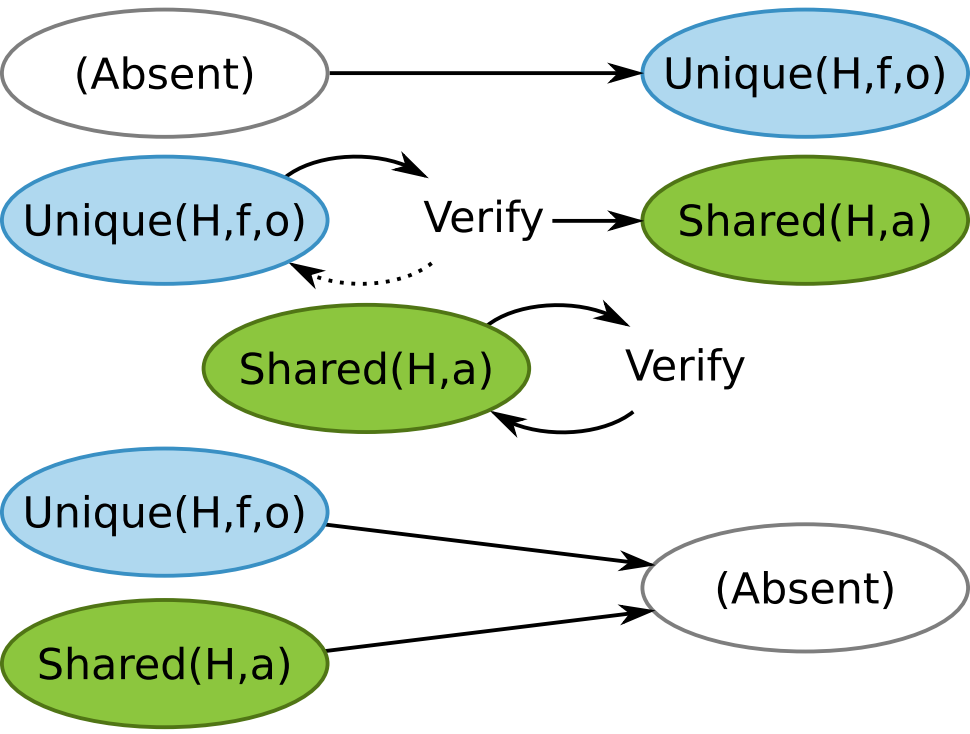 (Absent)
Unique(H,f,o)
Unique(H,f,o)
Verify
Shared(H,a)
Shared(H,a)
Verify
Unique(H,f,o)
(Absent)
Shared(H,a)